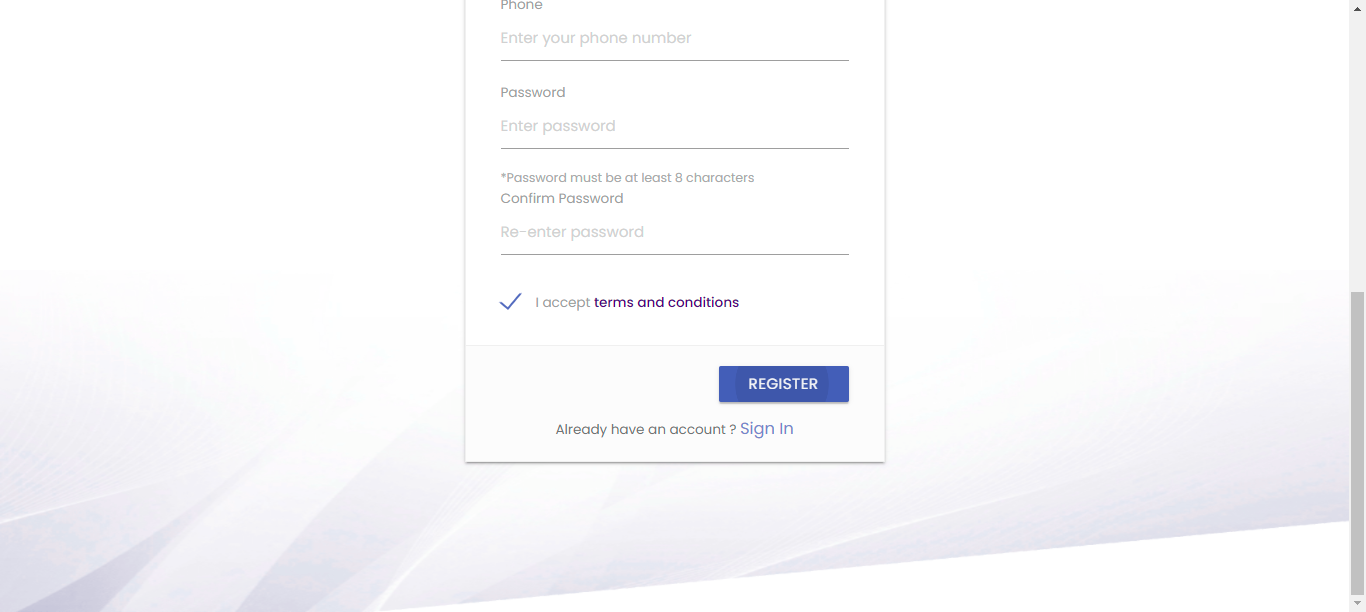 Phone
Enter your phone number
Password
Enter password
*Password must be at least 8 characters
Confirm Password
Re-enter password
I accept terms and conditions
REGISTER
Already have an account ? Sign In